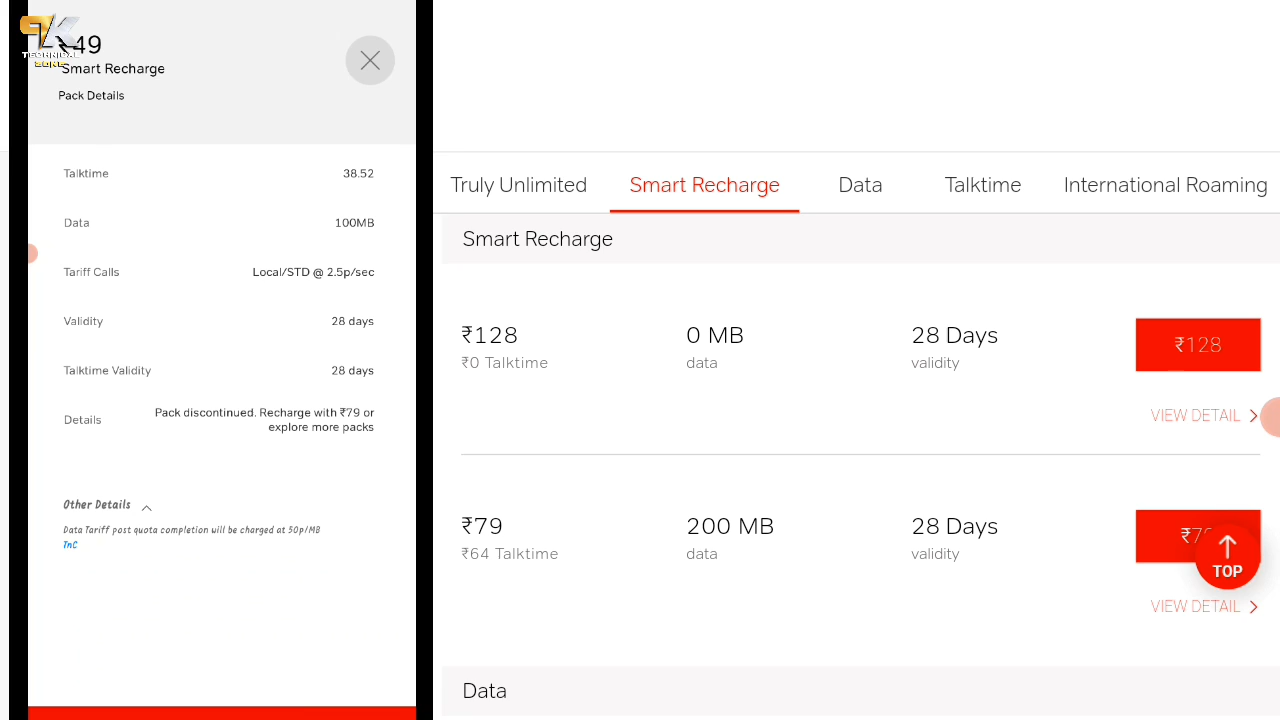 PK
TECHNICAL
ZONE
₹49
Smart Recharge
Pack Details
Talktime 38.52
Data 100MB
Tariff Calls Local/STD @ 2.5p/sec
Validity 28 days
Talktime Validity 28 days
Details Pack discontinued. Recharge with ₹79 or
explore more packs
Other Details
Data Tariff post quota completion will be charged at 50p/MB
TnC
Truly Unlimited Smart Recharge Data Talktime International Roaming
Smart Recharge
₹128 0 MB 28 Days ₹128
₹0 Talktime data validity
VIEW DETAIL
₹79 200 MB 28 Days
₹64 Talktime data validity
TOP
VIEW DETAIL
Data